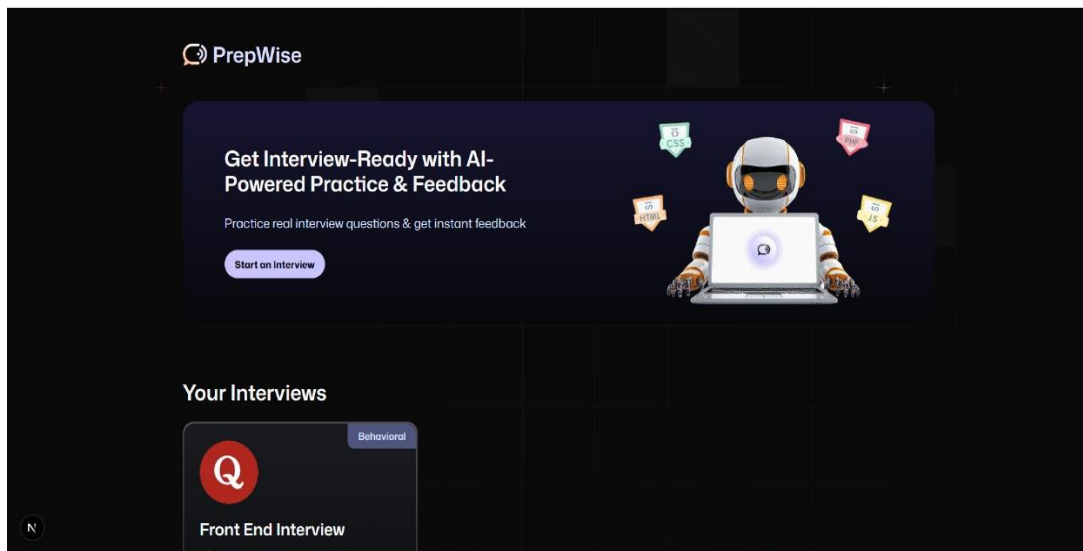 PrepWise
Get Interview-Ready with AI-
Powered Practice & Feedback
Practice real interview questions & get instant feedback
Start an Interview
CSS
PHP
HTML
JS
Your Interviews
Behavioral
Q
Front End Interview
N